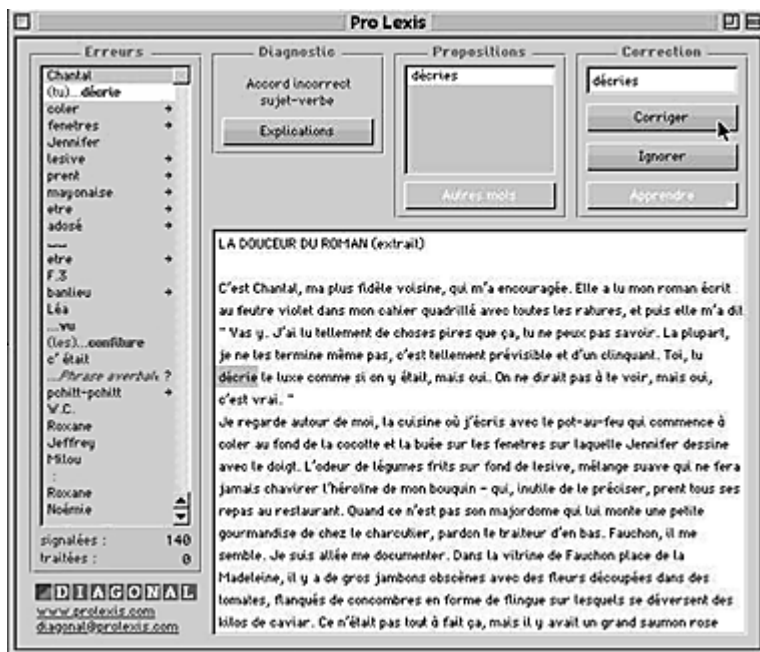 Pro Lexis
Erreurs
Chantal
(tu)...décrie
coler →
fenetres →
Jennifer
lesive →
prent →
mayonaise →
etre →
adosé →
etre →
F.3
banlieu →
Léa
...vu
(les)...confiture
c' était
...Phrase averbale ?
pchitt-pchitt →
W.C.
Roxane
Jeffrey
Milou
:
Roxane
Noémie
signalées : 140
traitées : 0
DIAGONAL
www.prolexis.com
diagonal@prolexis.com
Diagnostic
Accord incorrect
sujet-verbe
Explications
Propositions
décries
Autres mots
Correction
décries
Corriger
Ignorer
Apprendre
LA DOUCEUR DU ROMAN (extrait)
C'est Chantal, ma plus fidèle voisine, qui m'a encouragée. Elle a lu mon roman écrit
au feutre violet dans mon cahier quadrillé avec toutes les ratures, et puis elle m'a dit
" Vas y. J'ai lu tellement de choses pires que ça, tu ne peux pas savoir. La plupart,
je ne les termine même pas, c'est tellement prévisible et d'un clinquant. Toi, tu
décrie le luxe comme si on y était, mais oui. On ne dirait pas à te voir, mais oui,
c'est vrai. "
Je regarde autour de moi, la cuisine où j'écris avec le pot-au-feu qui commence à
coler au fond de la cocotte et la buée sur les fenetres sur laquelle Jennifer dessine
avec le doigt. L'odeur de légumes frits sur fond de lesive, mélange suave qui ne fera
jamais chavirer l'héroïne de mon bouquin - qui, inutile de le préciser, prent tous ses
repas au restaurant. Quand ce n'est pas son majordome qui lui monte une petite
gourmandise de chez le charcutier, pardon le traiteur d'en bas. Fauchon, il me
semble. Je suis allée me documenter. Dans la vitrine de Fauchon place de la
Madeleine, il y a de gros jambons obscènes avec des fleurs découpées dans des
tomates, flanqués de concombres en forme de flingue sur lesquels se déversent des
kilos de caviar. Ce n'était pas tout à fait ça, mais il y avait un grand saumon rose